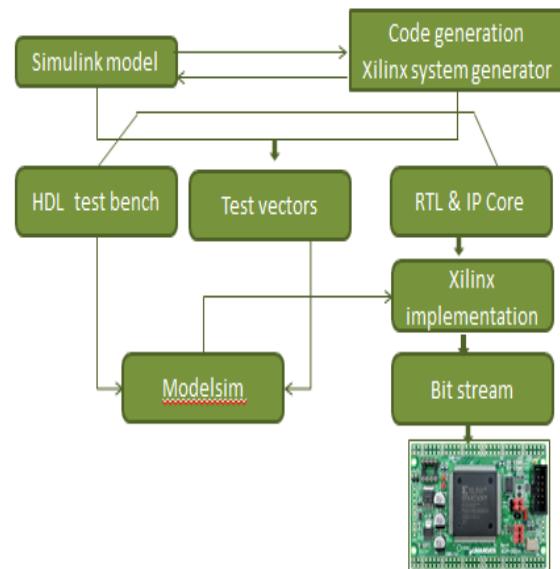 Code generation
Xilinx system generator
Simulink model
HDL test bench
Test vectors
RTL & IP Core
Xilinx
implementation
Modelsim
Bit stream
XILINX